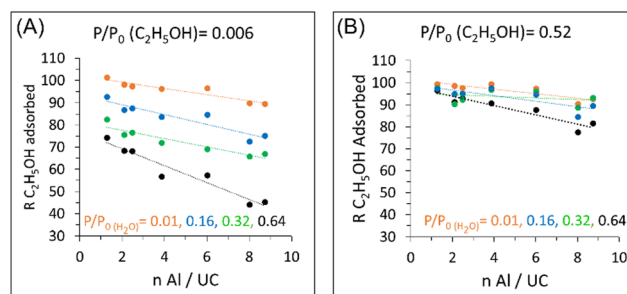 (A)
P/P0 (C2H5OH)= 0.006
R C2H5OH adsorbed
110
100
90
80
70
60
50
40
30
P/P0 (H2O)= 0.01, 0.16, 0.32, 0.64
0 2 4 6 8 10
n Al / UC
(B)
P/P0 (C2H5OH)= 0.52
R C2H5OH Adsorbed
110
100
90
80
70
60
50
40
30
P/P0 (H2O)= 0.01, 0.16, 0.32, 0.64
0 2 4 6 8 10
n Al / UC